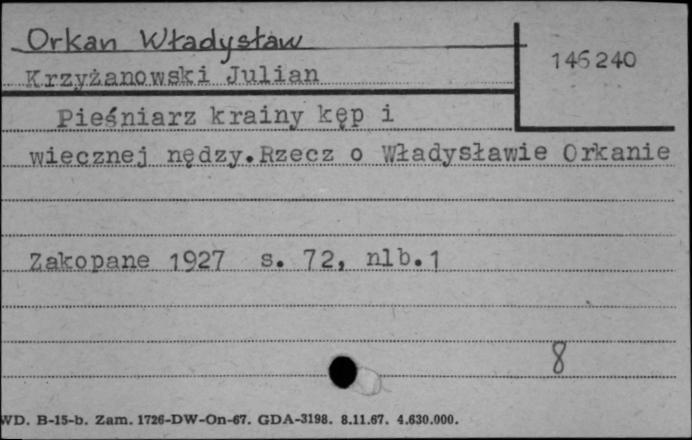 Orkan Władysław
146240
Krzyżanowski Julian
Pieśniarz krainy kęp i
wiecznej nędzy.Rzecz o Władysławie Orkanie
Zakopane 1927 s. 72, nlb.1
8
WD. B-15-b. Zam. 1726-DW-On-67. GDA-3198. 8.11.67. 4.630.000.